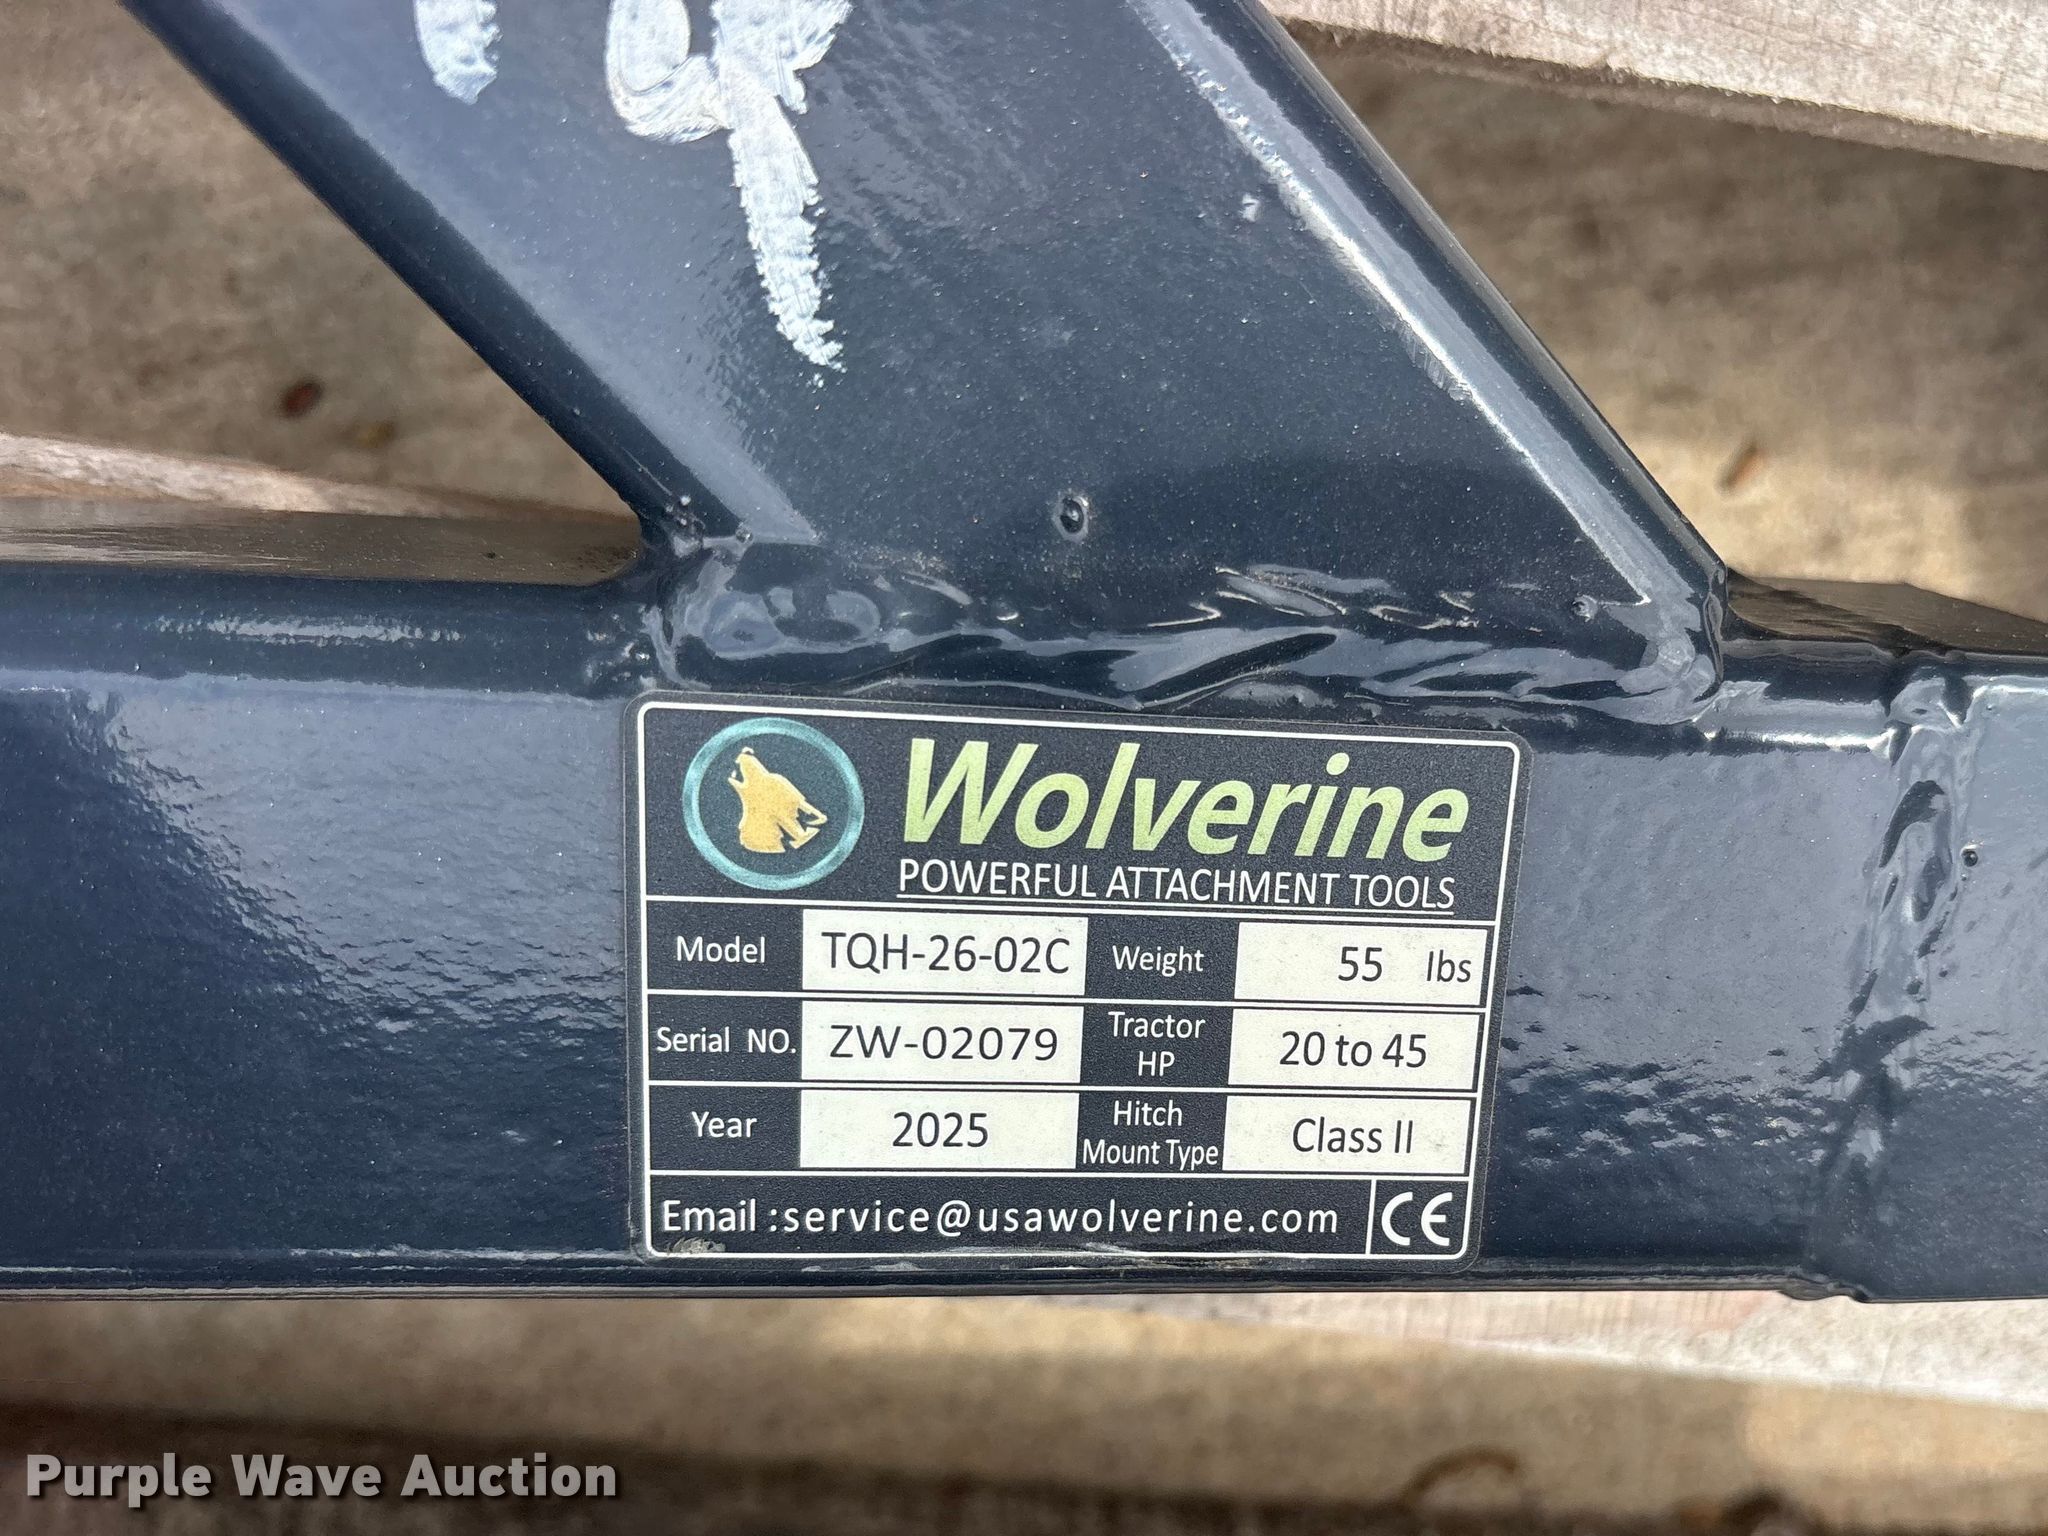 Wolverine
POWERFUL ATTACHMENT TOOLS
Model TQH-26-02C Weight 55 lbs
Serial NO. ZW-02079 Tractor HP 20 to 45
Year 2025 Hitch Mount Type Class II
Email :service@usawolverine.com CE
Purple Wave Auction